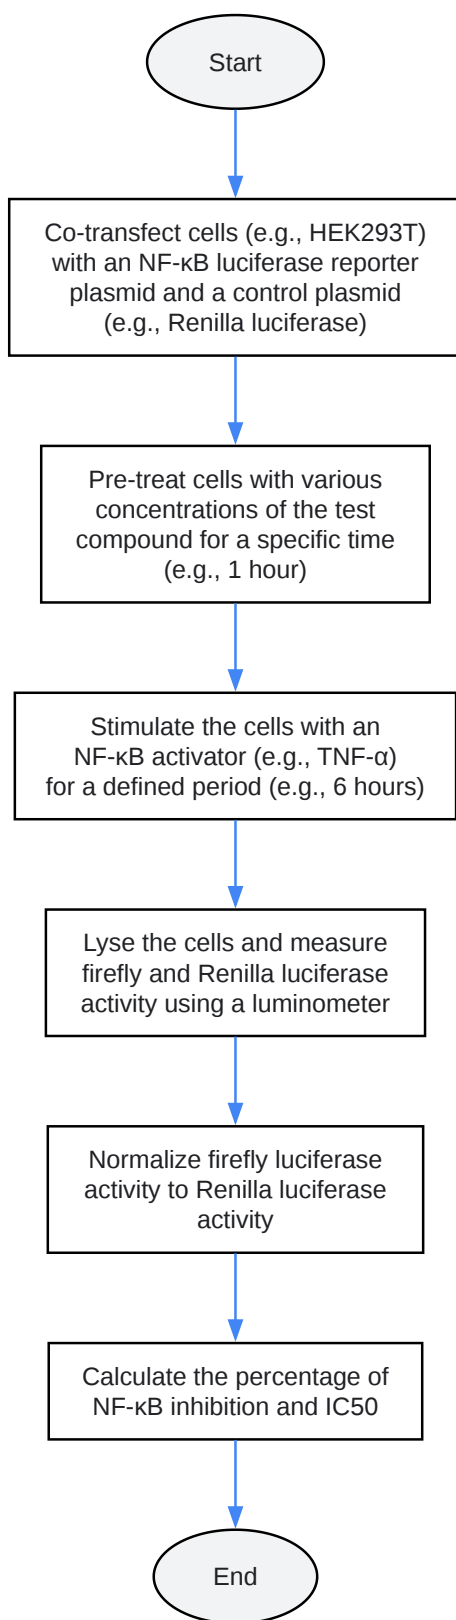 Start
Co-transfect cells (e.g., HEK293T)
with an NF-κB luciferase reporter
plasmid and a control plasmid
(e.g., Renilla luciferase)
Pre-treat cells with various
concentrations of the test
compound for a specific time
(e.g., 1 hour)
Stimulate the cells with an
NF-κB activator (e.g., TNF-α)
for a defined period (e.g., 6 hours)
Lyse the cells and measure
firefly and Renilla luciferase
activity using a luminometer
Normalize firefly luciferase
activity to Renilla luciferase
activity
Calculate the percentage of
NF-κB inhibition and IC50
End